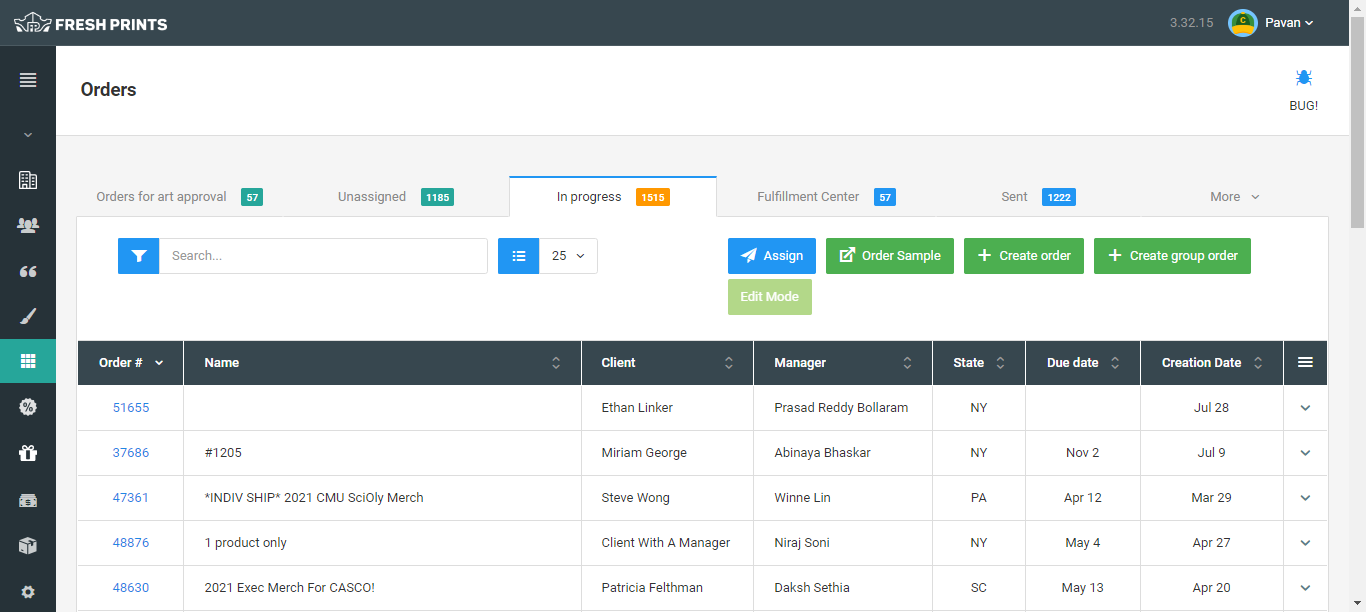 FRESH PRINTS
3.32.15 Pavan
Orders
BUG!
Orders for art approval 57 Unassigned 1185 In progress 1515 Fulfillment Center 57 Sent 1222 More
Search... 25 Assign Order Sample Create order Create group order
Edit Mode
Order # Name Client Manager State Due date Creation Date
51655 Ethan Linker Prasad Reddy Bollaram NY Jul 28
37686 #1205 Miriam George Abinaya Bhaskar NY Nov 2 Jul 9
47361 *INDIV SHIP* 2021 CMU SciOly Merch Steve Wong Winne Lin PA Apr 12 Mar 29
48876 1 product only Client With A Manager Niraj Soni NY May 4 Apr 27
48630 2021 Exec Merch For CASCO! Patricia Felthman Daksh Sethia SC May 13 Apr 20